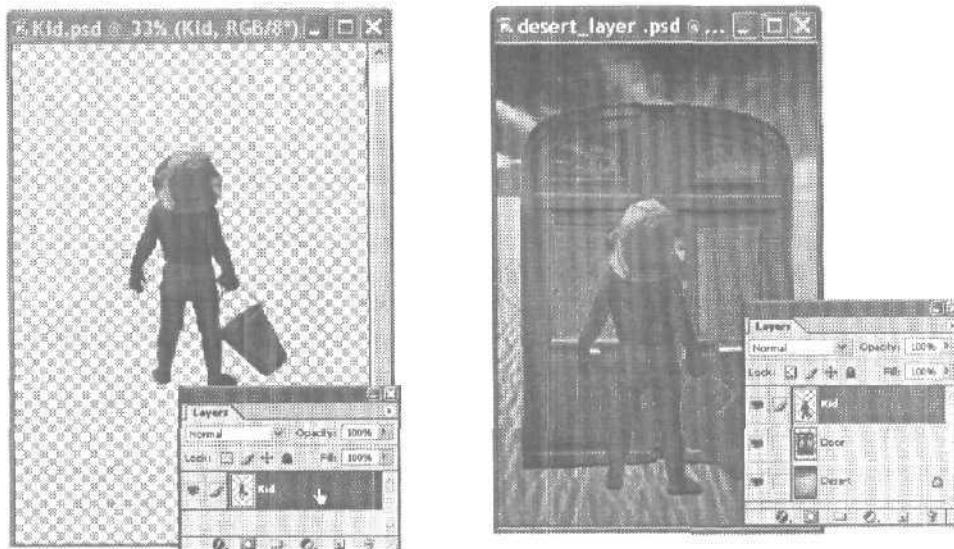 Kid.psd @ 33% (Kid, RGB/8*)
Layers
Normal Opacity: 100%
Lock: Fill: 100%
Kid
desert_layer .psd @ ...
Layers
Normal Opacity: 100%
Lock: Fill: 100%
Kid
Door
Desert